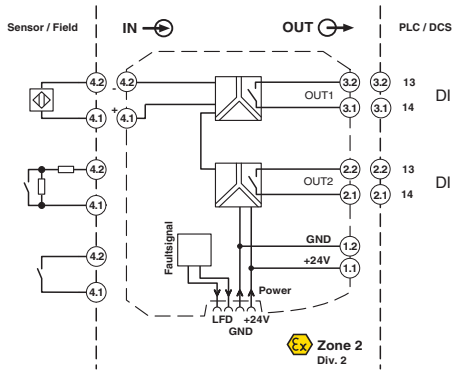 Sensor / Field
IN
OUT
PLC / DCS
4.2
4.2
-
3.2
3.2
13
DI
OUT1
+
4.1
4.1
3.1
3.1
14
4.2
2.2
2.2
13
DI
OUT2
4.1
2.1
2.1
14
Faultsignal
GND
1.2
4.2
+24V
1.1
4.1
Power
LFD
+24V
GND
Ex
Zone 2
Div. 2